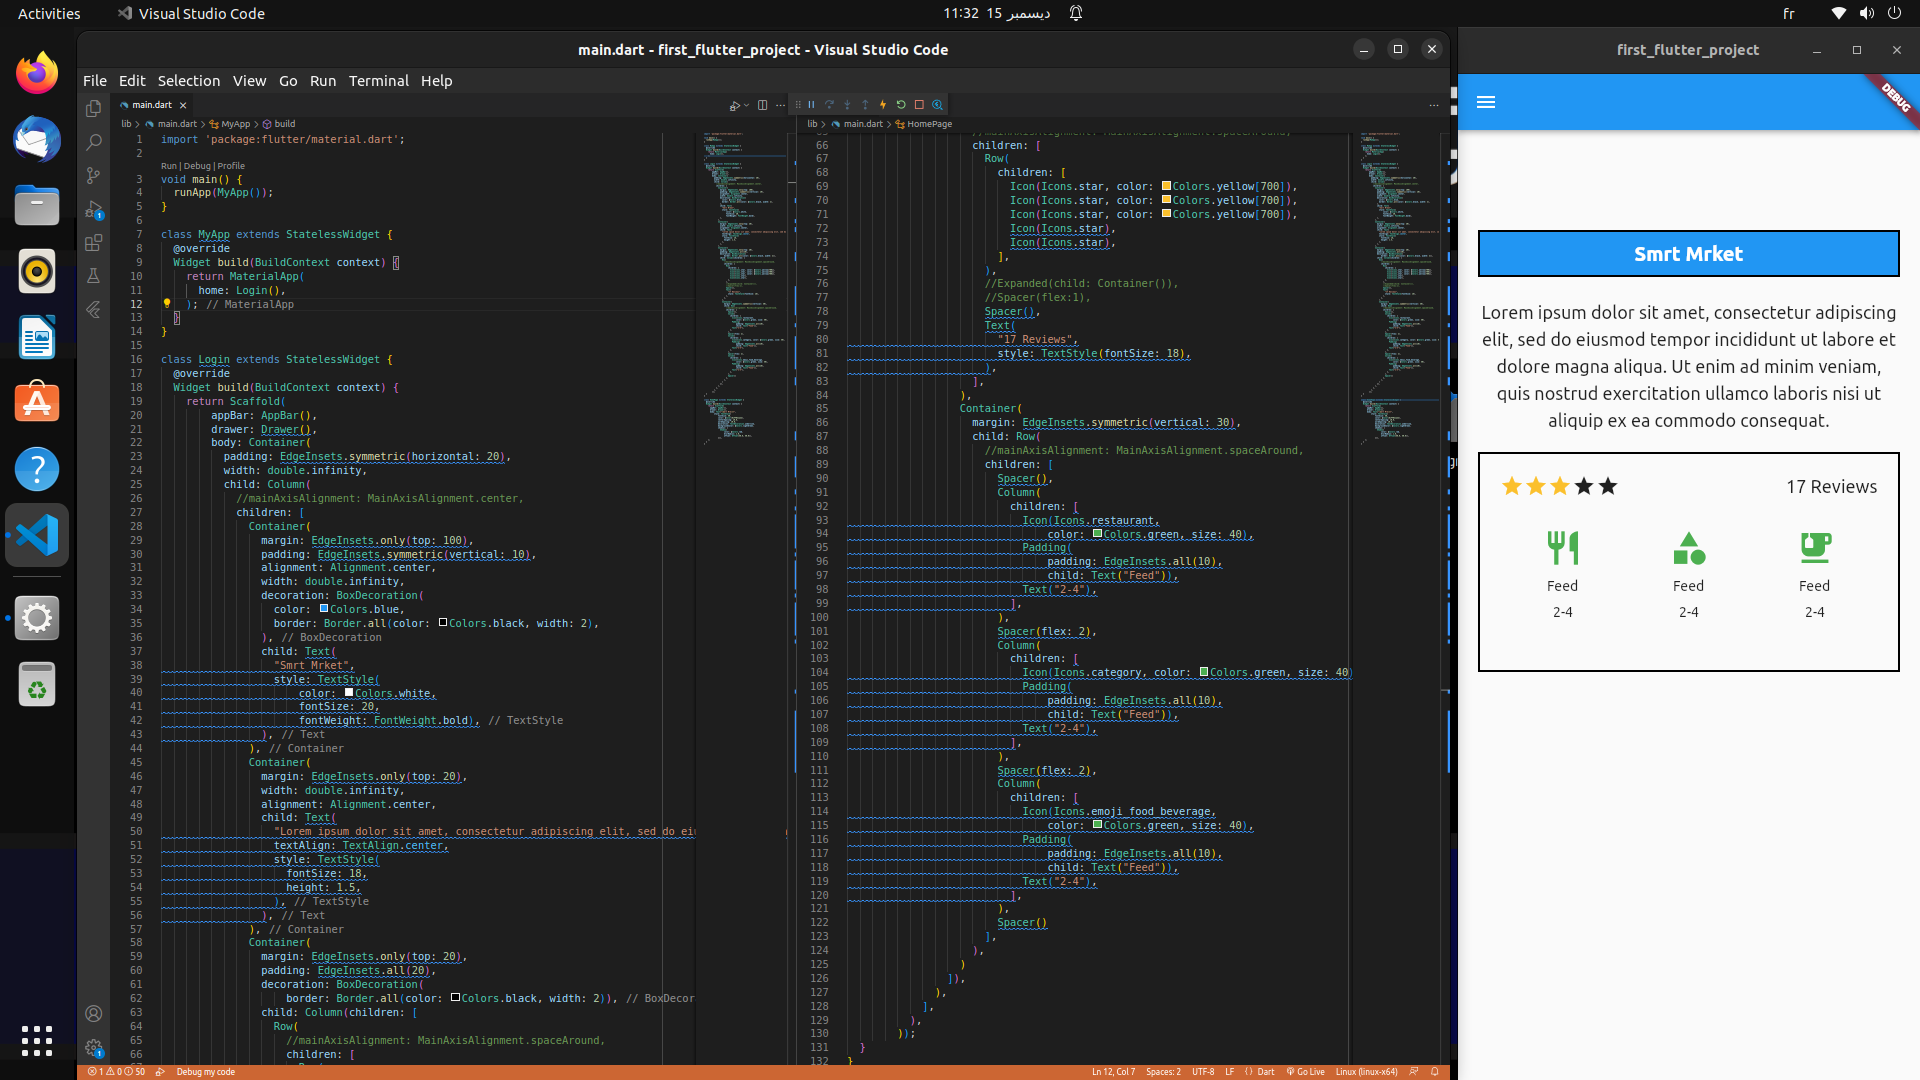 Activities
Visual Studio Code
11:32 15 ديسمبر
fr
main.dart - first_flutter_project - Visual Studio Code
File Edit Selection View Go Run Terminal Help
main.dart
lib > main.dart > MyApp > build
1 import 'package:flutter/material.dart';
2
Run | Debug | Profile
3 void main() {
4 runApp(MyApp());
5 }
6
7 class MyApp extends StatelessWidget {
8 @override
9 Widget build(BuildContext context) {
10 return MaterialApp(
11 home: Login(),
12 ); // MaterialApp
13 }
14 }
15
16 class Login extends StatelessWidget {
17 @override
18 Widget build(BuildContext context) {
19 return Scaffold(
20 appBar: AppBar(),
21 drawer: Drawer(),
22 body: Container(
23 padding: EdgeInsets.symmetric(horizontal: 20),
24 width: double.infinity,
25 child: Column(
26 //mainAxisAlignment: MainAxisAlignment.center,
27 children: [
28 Container(
29 margin: EdgeInsets.only(top: 100),
30 padding: EdgeInsets.symmetric(vertical: 10),
31 alignment: Alignment.center,
32 width: double.infinity,
33 decoration: BoxDecoration(
34 color: Colors.blue,
35 border: Border.all(color: Colors.black, width: 2),
36 ), // BoxDecoration
37 child: Text(
38 "Smrt Mrket",
39 style: TextStyle(
40 color: Colors.white,
41 fontSize: 20,
42 fontWeight: FontWeight.bold), // TextStyle
43 ), // Text
44 ), // Container
45 Container(
46 margin: EdgeInsets.only(top: 20),
47 width: double.infinity,
48 alignment: Alignment.center,
49 child: Text(
50 "Lorem ipsum dolor sit amet, consectetur adipiscing elit, sed do eiu
51 textAlign: TextAlign.center,
52 style: TextStyle(
53 fontSize: 18,
54 height: 1.5,
55 ), // TextStyle
56 ), // Text
57 ), // Container
58 Container(
59 margin: EdgeInsets.only(top: 20),
60 padding: EdgeInsets.all(20),
61 decoration: BoxDecoration(
62 border: Border.all(color: Colors.black, width: 2)), // BoxDecor
63 child: Column(children: [
64 Row(
65 //mainAxisAlignment: MainAxisAlignment.spaceAround,
66 children: [
lib > main.dart > HomePage
66 children: [
67 Row(
68 children: [
69 Icon(Icons.star, color: Colors.yellow[700]),
70 Icon(Icons.star, color: Colors.yellow[700]),
71 Icon(Icons.star, color: Colors.yellow[700]),
72 Icon(Icons.star),
73 Icon(Icons.star),
74 ],
75 ),
76 //Expanded(child: Container()),
77 //Spacer(flex:1),
78 Spacer(),
79 Text(
80 "17 Reviews",
81 style: TextStyle(fontSize: 18),
82 ),
83 ],
84 ),
85 Container(
86 margin: EdgeInsets.symmetric(vertical: 30),
87 child: Row(
88 //mainAxisAlignment: MainAxisAlignment.spaceAround,
89 children: [
90 Spacer(),
91 Column(
92 children: [
93 Icon(Icons.restaurant,
94 color: Colors.green, size: 40),
95 Padding(
96 padding: EdgeInsets.all(10),
97 child: Text("Feed")),
98 Text("2-4"),
99 ],
100 ),
101 Spacer(flex: 2),
102 Column(
103 children: [
104 Icon(Icons.category, color: Colors.green, size: 40)
105 Padding(
106 padding: EdgeInsets.all(10),
107 child: Text("Feed")),
108 Text("2-4"),
109 ],
110 ),
111 Spacer(flex: 2),
112 Column(
113 children: [
114 Icon(Icons.emoji_food_beverage,
115 color: Colors.green, size: 40),
116 Padding(
117 padding: EdgeInsets.all(10),
118 child: Text("Feed")),
119 Text("2-4"),
120 ],
121 ),
122 Spacer()
123 ],
124 ),
125 )
126 ]),
127 ),
128 ],
129 ),
130 ));
131 }
132 }
1 0 50 Debug my code
Ln 12, Col 7 Spaces: 2 UTF-8 LF {} Dart Go Live Linux (linux-x64)
first_flutter_project
DEBUG
Smrt Mrket
Lorem ipsum dolor sit amet, consectetur adipiscing
elit, sed do eiusmod tempor incididunt ut labore et
dolore magna aliqua. Ut enim ad minim veniam,
quis nostrud exercitation ullamco laboris nisi ut
aliquip ex ea commodo consequat.
17 Reviews
Feed Feed Feed
2-4 2-4 2-4